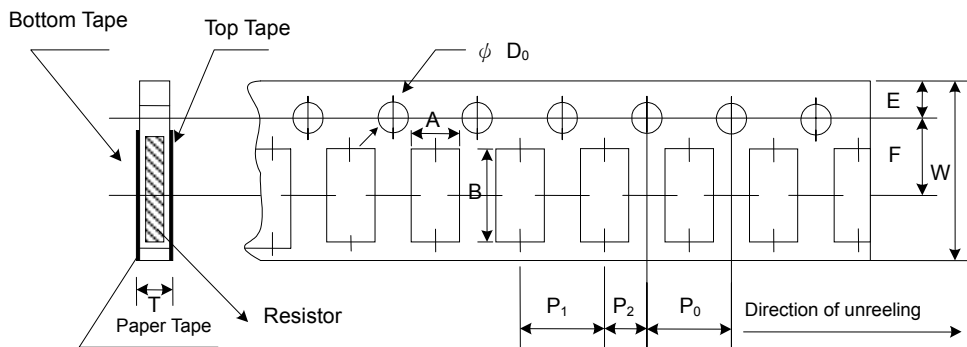 Bottom Tape
Top Tape
ϕ D₀
E
A
F
W
B
T
P₁
P₂
P₀
Direction of unreeling
Resistor
Paper Tape